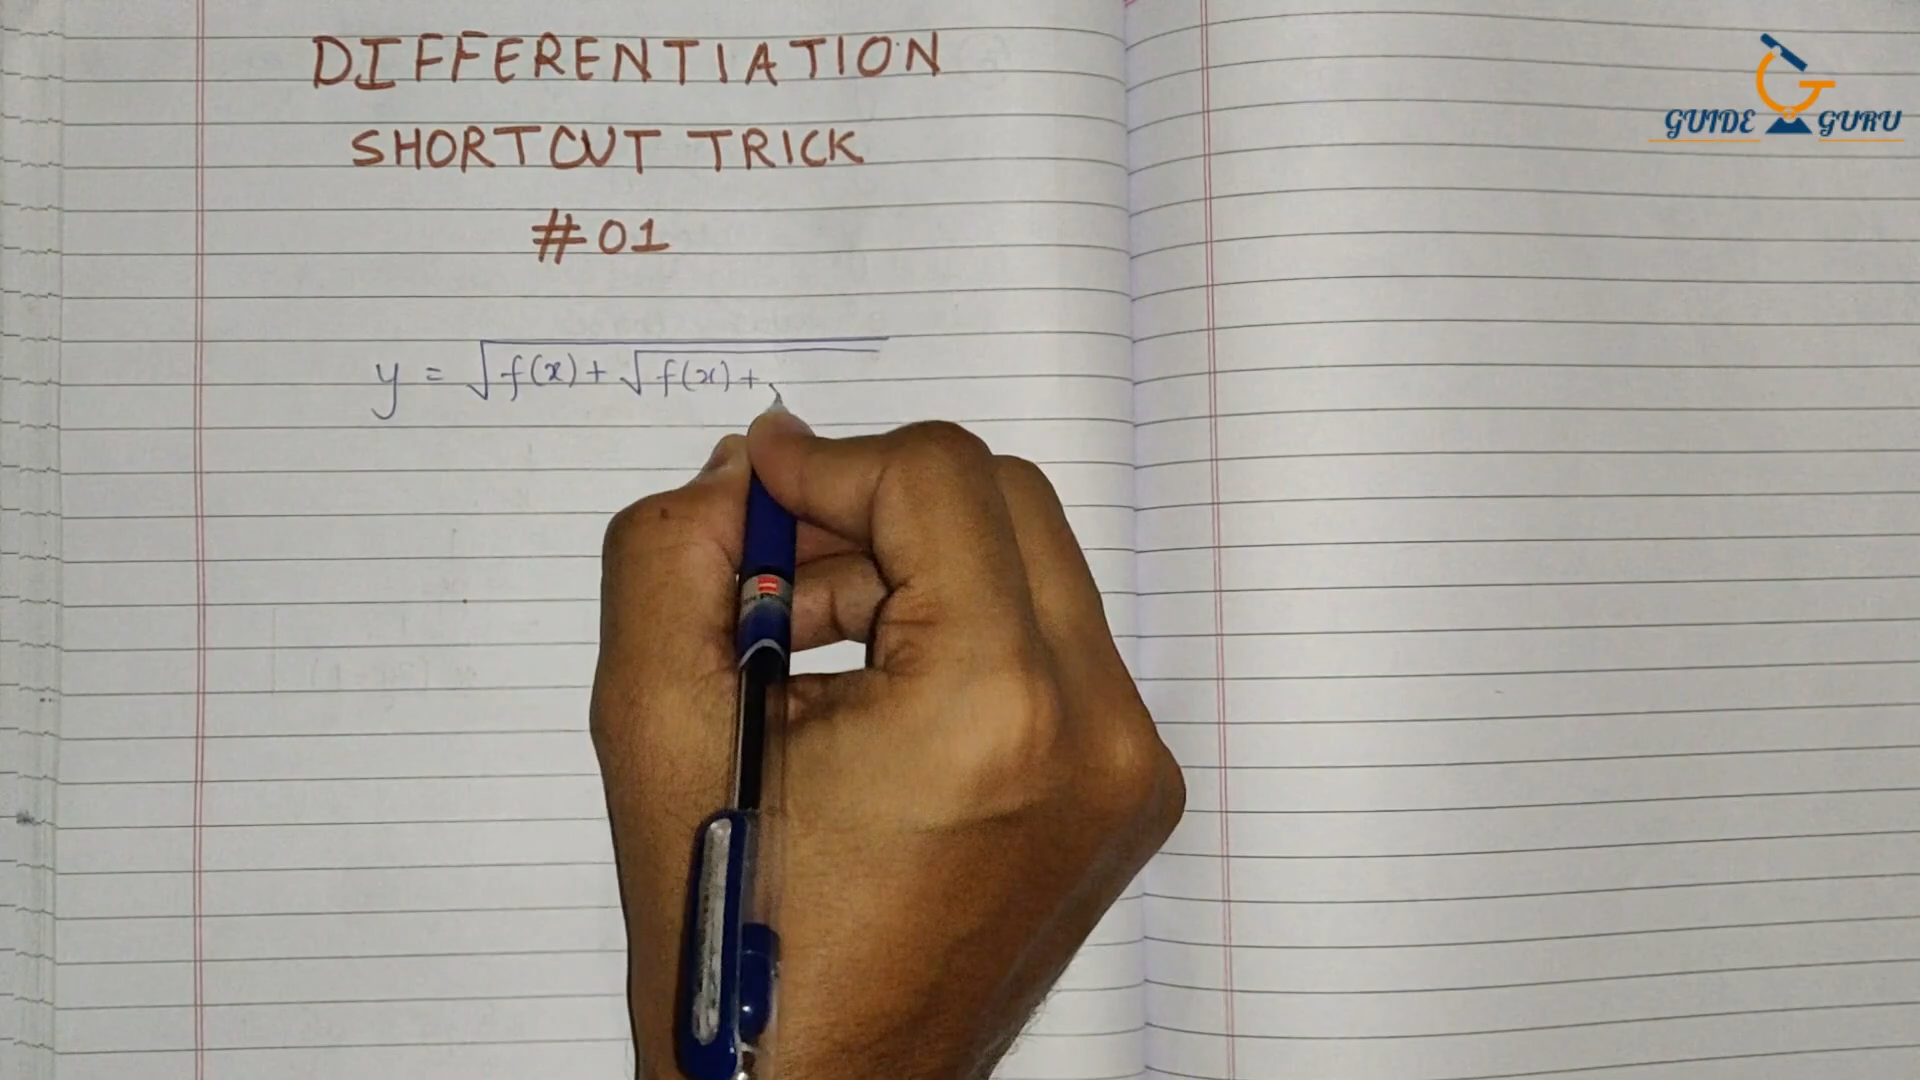 DIFFERENTIATION
SHORTCUT TRICK
#01
y = √f(x) + √f(x) +
GUIDE GURU